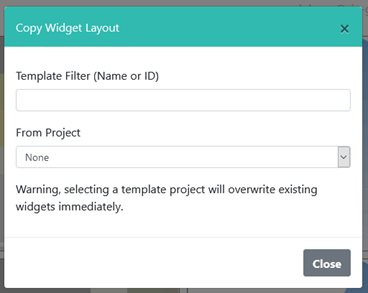 Copy Widget Layout ×
Template Filter (Name or ID)
From Project
None
Warning, selecting a template project will overwrite existing
widgets immediately.
Close